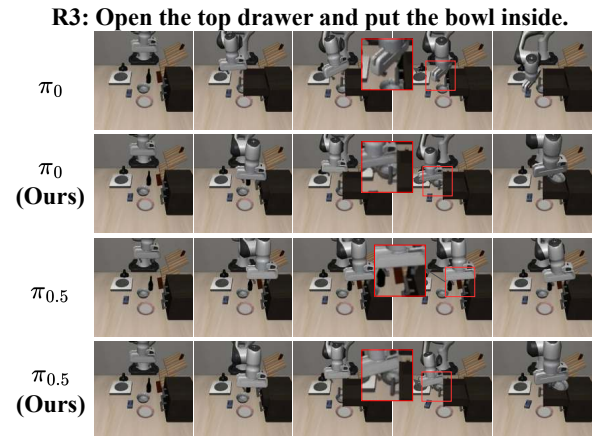 R3: Open the top drawer and put the bowl inside.
π₀
π₀
(Ours)
π₀.₅
π₀.₅
(Ours)